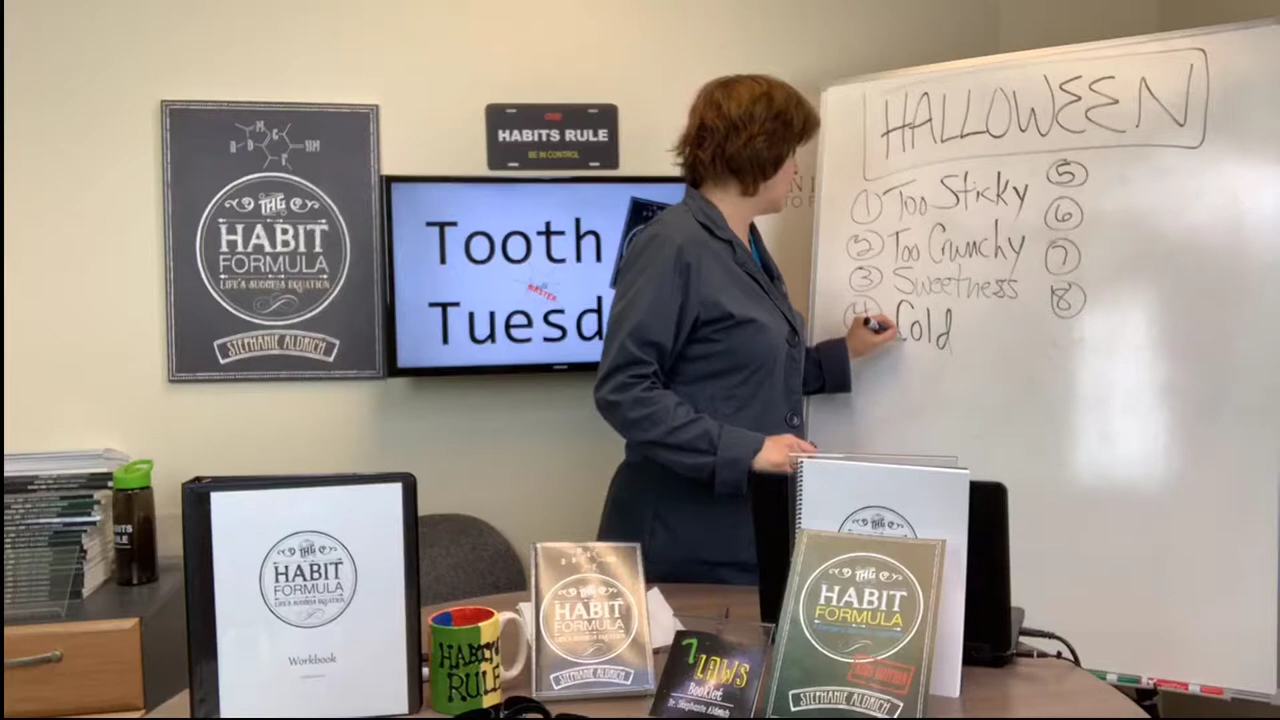 THE
HABIT
FORMULA
LIFE'S SUCCESS EQUATION
STEPHANIE ALDRICH
HABITS RULE
BE IN CONTROL
Tooth
MASTER
Tuesd
HALLOWEEN
① Too Sticky
② Too Crunchy
③ Sweetness
④ Cold
⑤
⑥
⑦
⑧
THE
HABIT
FORMULA
LIFE'S SUCCESS EQUATION
Workbook
HABITS
RULE
THE
HABIT
FORMULA
LIFE'S SUCCESS EQUATION
STEPHANIE ALDRICH
7 LAWS
Booklet
Dr. Stephanie Aldrich
THE
THE
HABIT
FORMULA
STEPHANIE ALDRICH